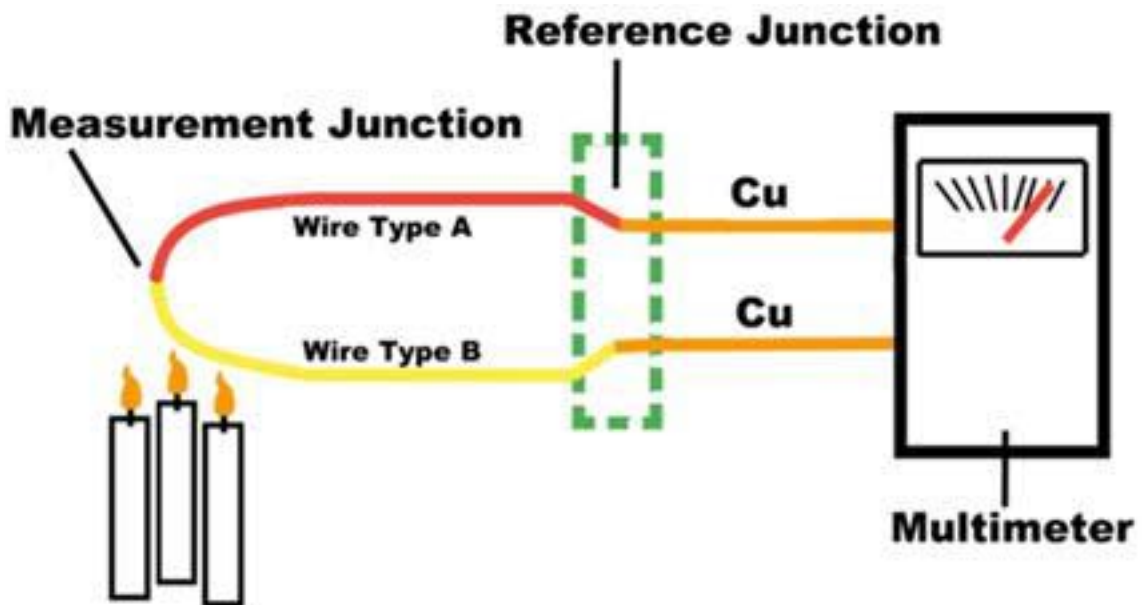 Reference Junction
Measurement Junction
Cu
Wire Type A
Cu
Wire Type B
Multimeter